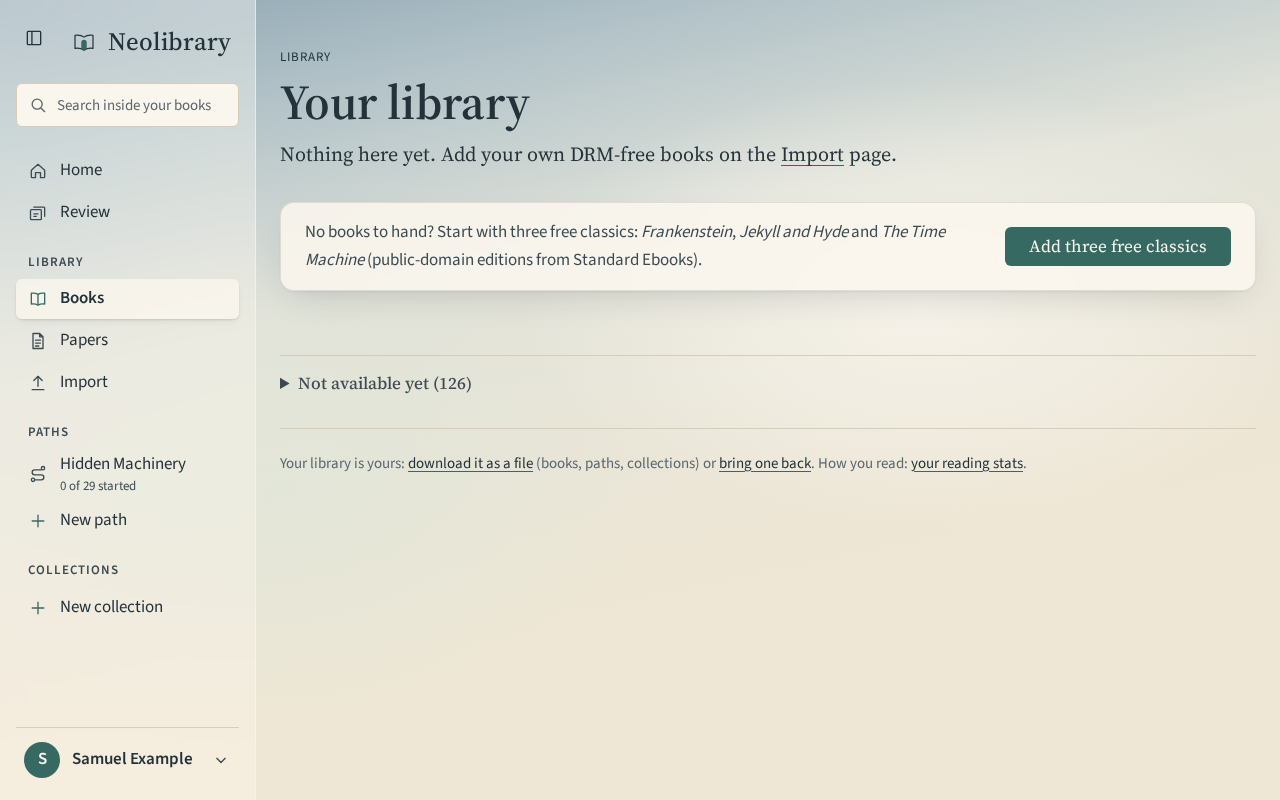 Neolibrary
Search inside your books
Home
Review
LIBRARY
Books
Papers
Import
PATHS
Hidden Machinery
0 of 29 started
New path
COLLECTIONS
New collection
S
Samuel Example
LIBRARY
Your library
Nothing here yet. Add your own DRM-free books on the Import page.
No books to hand? Start with three free classics: Frankenstein, Jekyll and Hyde and The Time
Machine (public-domain editions from Standard Ebooks).
Add three free classics
Not available yet (126)
Your library is yours: download it as a file (books, paths, collections) or bring one back. How you read: your reading stats.